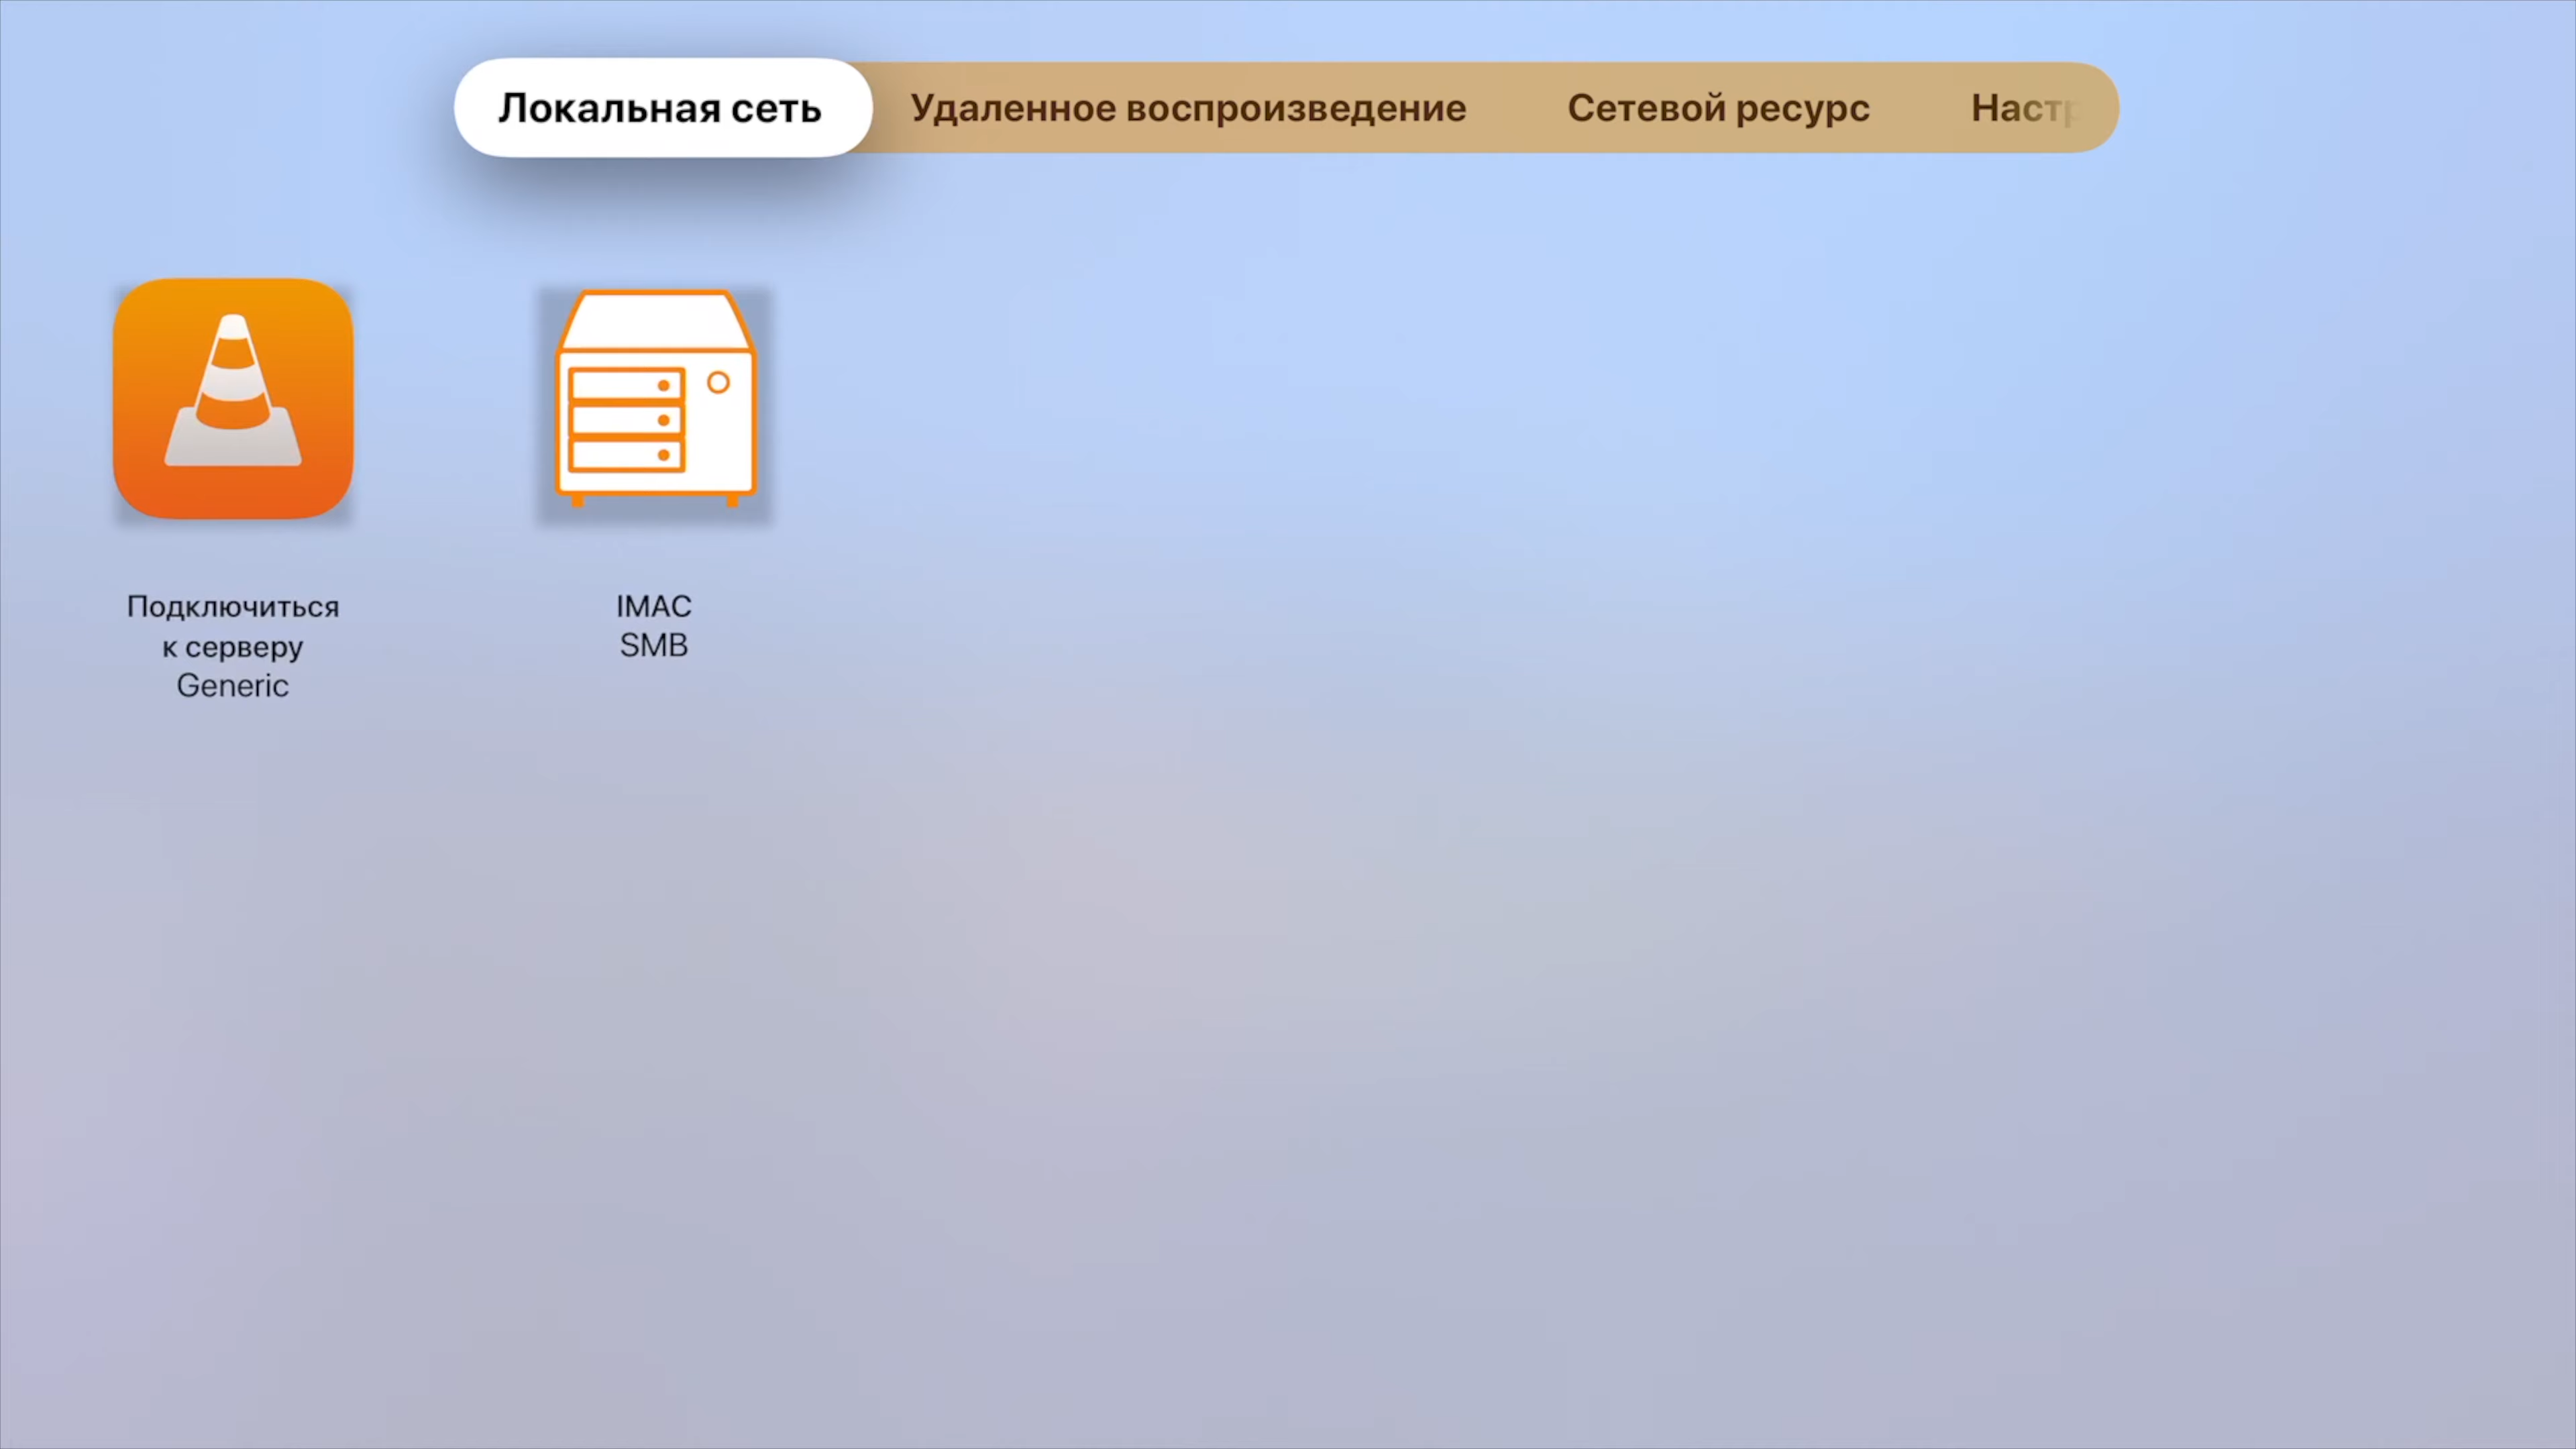 Локальная сеть
Удаленное воспроизведение
Сетевой ресурс
Подключиться
к серверу
Generic
IMAC
SMB